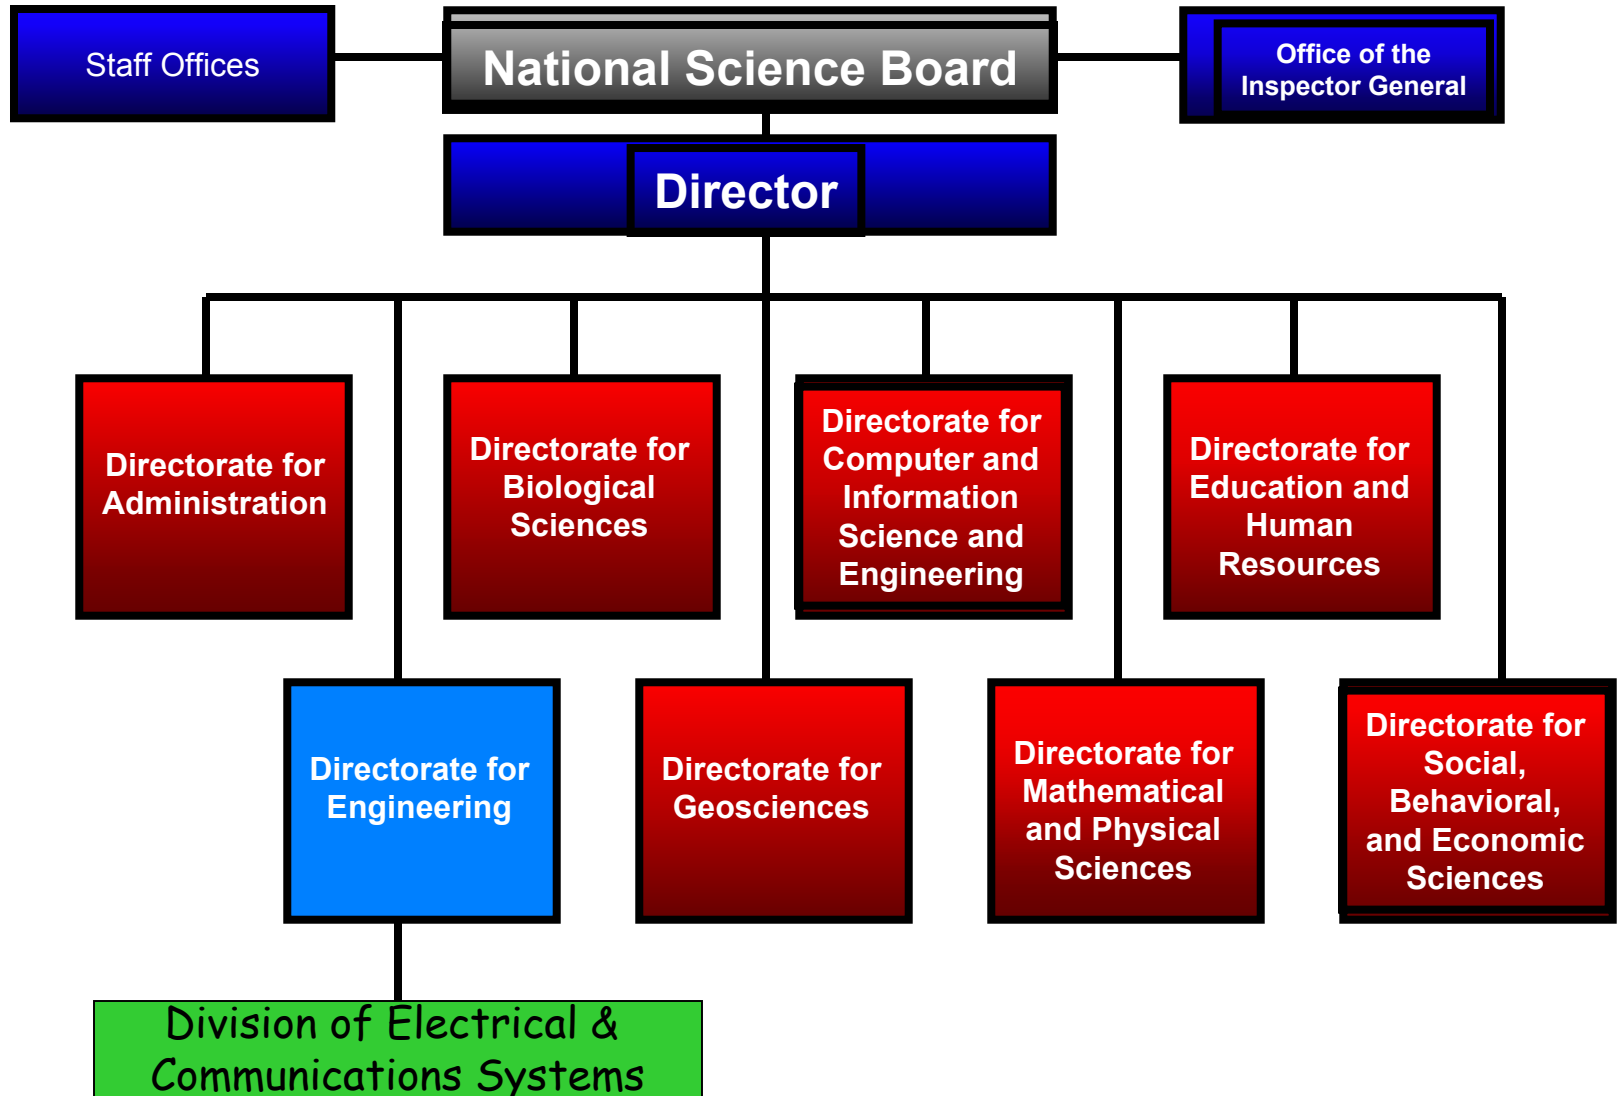 Staff Offices
National Science Board
Office of the
Inspector General
Director
Directorate for
Administration
Directorate for
Biological
Sciences
Directorate for
Computer and
Information
Science and
Engineering
Directorate for
Education and
Human
Resources
Directorate for
Engineering
Directorate for
Geosciences
Directorate for
Mathematical
and Physical
Sciences
Directorate for
Social,
Behavioral,
and Economic
Sciences
Division of Electrical &
Communications Systems